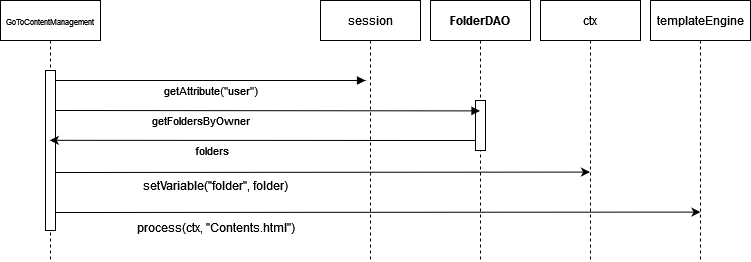 GoToContentManagement
session
FolderDAO
ctx
templateEngine
getAttribute("user")
getFoldersByOwner
folders
setVariable("folder", folder)
process(ctx, "Contents.html")